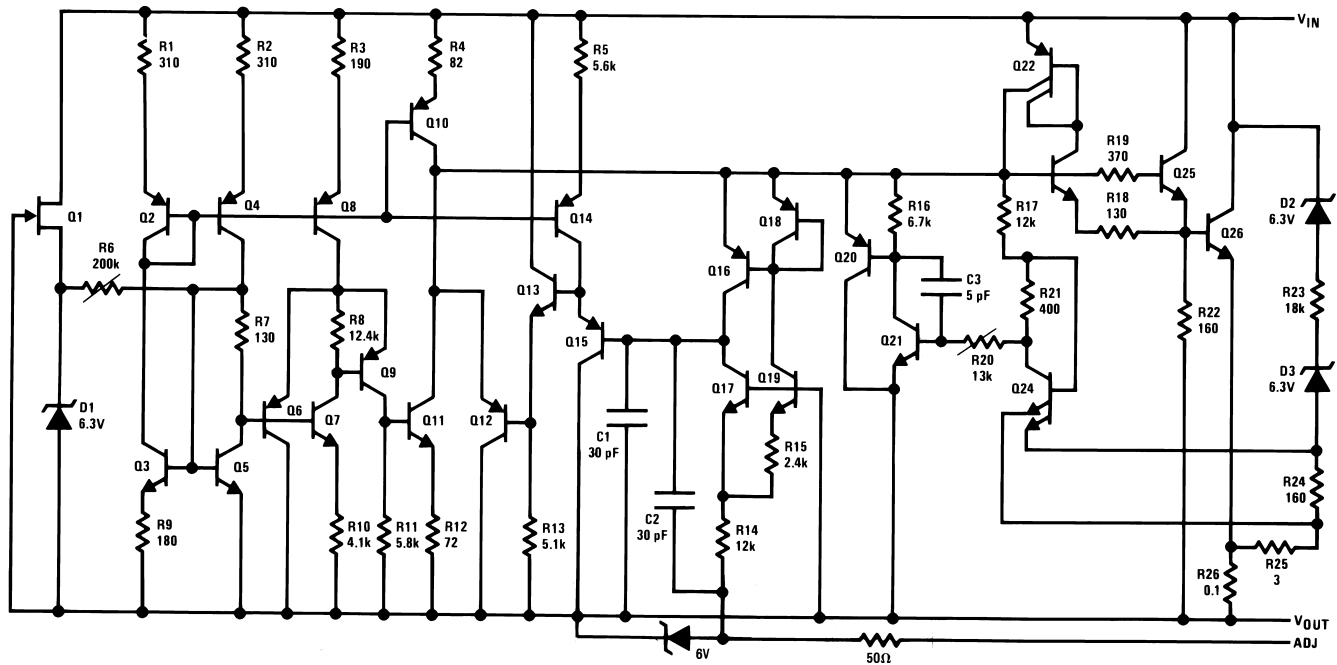 V_IN
R1
310
R2
310
R3
190
R4
82
R5
5.6k
Q22
Q10
R19
370
Q25
Q1
Q2
Q4
Q8
Q14
Q18
R16
6.7k
R17
12k
R18
130
Q26
D2
6.3V
R6
200k
Q20
Q16
C3
5 pF
R7
130
R8
12.4k
Q13
Q15
R21
400
R22
160
R23
18k
Q9
Q21
R20
13k
Q17
Q19
Q24
D3
6.3V
D1
6.3V
Q6
Q7
Q11
Q12
C1
30 pF
R15
2.4k
Q3
Q5
C2
30 pF
R24
160
R9
180
R10
4.1k
R11
5.8k
R12
72
R13
5.1k
R14
12k
R25
3
R26
0.1
V_OUT
6V
50Ω
ADJ